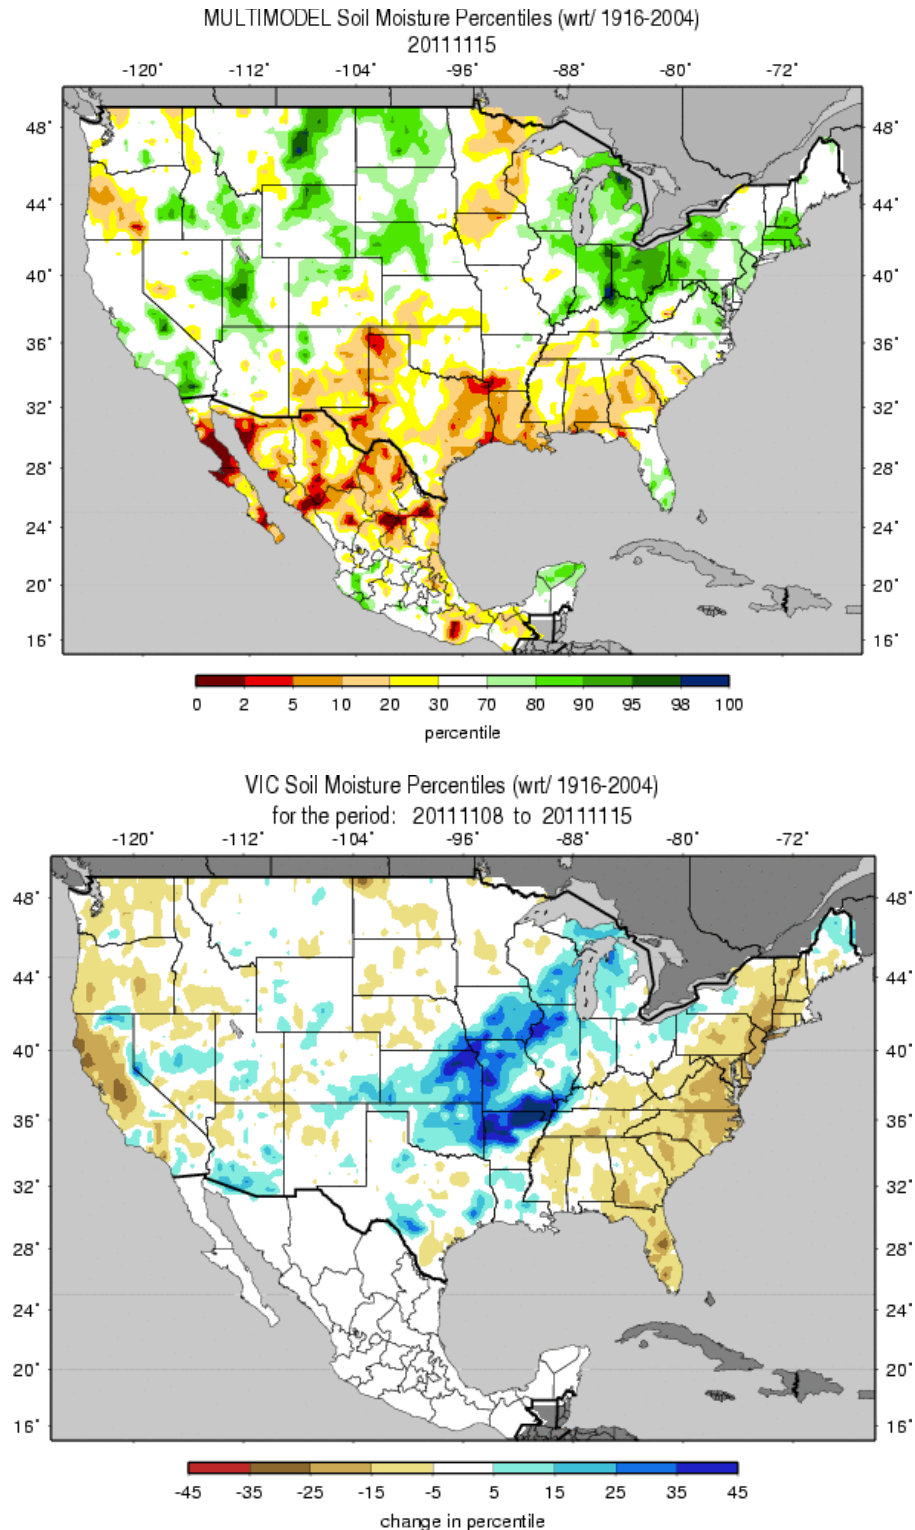 MULTIMODEL Soil Moisture Percentiles (wrt/ 1916-2004)
20111115
-120° -112° -104° -96° -88° -80° -72°
48° 48°
44° 44°
40° 40°
36° 36°
32° 32°
28° 28°
24° 24°
20° 20°
16° 16°
0 2 5 10 20 30 70 80 90 95 98 100
percentile
VIC Soil Moisture Percentiles (wrt/ 1916-2004)
for the period: 20111108 to 20111115
-120° -112° -104° -96° -88° -80° -72°
48° 48°
44° 44°
40° 40°
36° 36°
32° 32°
28° 28°
24° 24°
20° 20°
16° 16°
-45 -35 -25 -15 -5 5 15 25 35 45
change in percentile